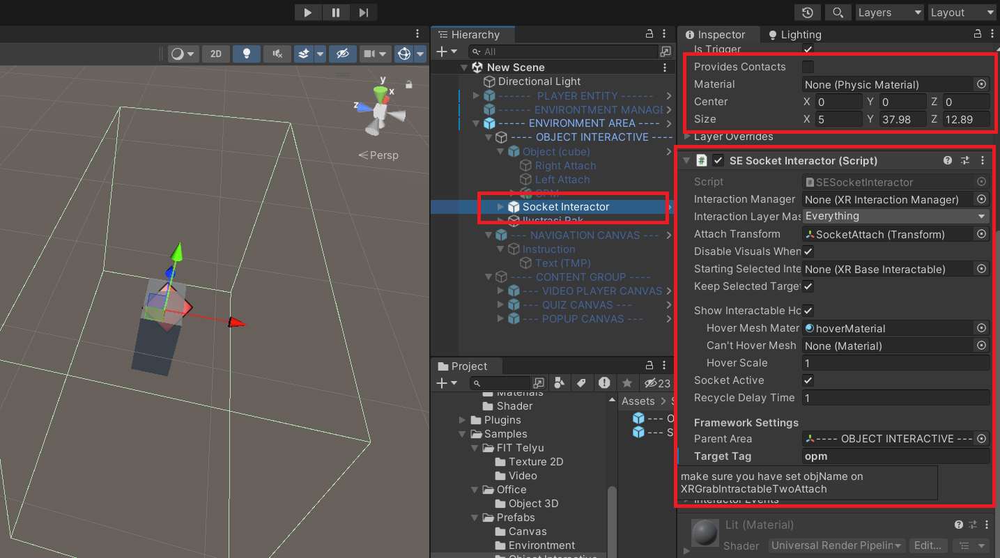 Layers
Layout
2D
y
x
z
Persp
Hierarchy
All
New Scene
Directional Light
------ PLAYER ENTITY ------
------ ENVIRONTMENT MANAGE
----- ENVIRONMENT AREA ----
---- OBJECT INTERACTIVE ----
Object (cube)
Right Attach
Left Attach
OPM
Socket Interactor
Ilustrasi Rak
--- NAVIGATION CANVAS ---
Instruction
Text (TMP)
---- CONTENT GROUP ----
--- VIDEO PLAYER CANVAS
--- QUIZ CANVAS ---
--- POPUP CANVAS ---
Project
23
Materials
Shader
Plugins
Samples
FIT Telyu
Texture 2D
Video
Office
Object 3D
Prefabs
Canvas
Environtment
Object Interactive
Assets > S
--- O
--- S
Inspector
Lighting
Is Trigger
Provides Contacts
Material None (Physic Material)
Center X 0 Y 0 Z 0
Size X 5 Y 37.98 Z 12.89
Layer Overrides
# SE Socket Interactor (Script)
Script # SESocketInteractor
Interaction Manager None (XR Interaction Manager)
Interaction Layer Mas Everything
Attach Transform SocketAttach (Transform)
Disable Visuals When
Starting Selected Inte None (XR Base Interactable)
Keep Selected Target
Show Interactable Ho
Hover Mesh Mater hoverMaterial
Can't Hover Mesh None (Material)
Hover Scale 1
Socket Active
Recycle Delay Time 1
Framework Settings
Parent Area ---- OBJECT INTERACTIVE ---
Target Tag opm
make sure you have set objName on
XRGrabIntractableTwoAttach
Interactor Events
Lit (Material)
Shader Universal Render Pipelin Edit...